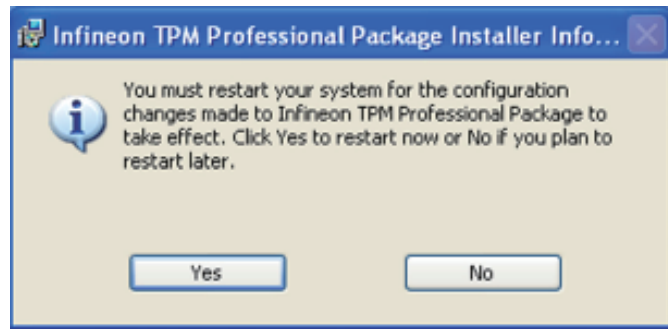 Infineon TPM Professional Package Installer Info...
You must restart your system for the configuration
changes made to Infineon TPM Professional Package to
take effect. Click Yes to restart now or No if you plan to
restart later.
Yes
No